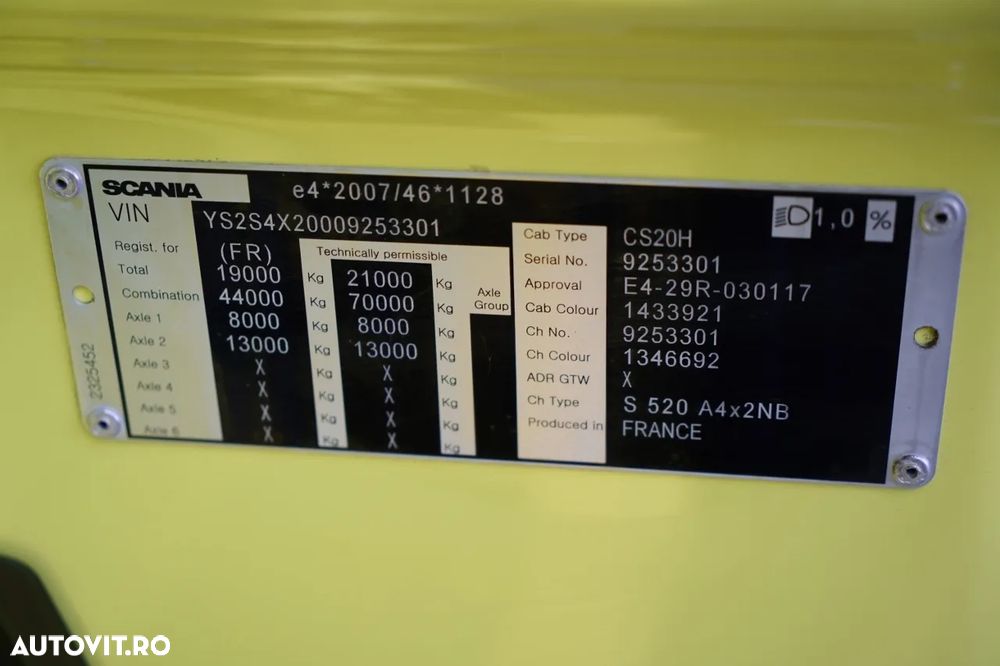 SCANIA e4*2007/46*1128
VIN YS2S4X20009253301
1,0 %
Regist. for (FR) Technically permissible
Total 19000 Kg 21000 Kg
Combination 44000 Kg 70000 Kg Axle Group
Axle 1 8000 Kg 8000 Kg
Axle 2 13000 Kg 13000 Kg
Axle 3 X Kg X Kg
Axle 4 X Kg X Kg
Axle 5 X Kg X Kg
Axle 6 X Kg X Kg
Cab Type CS20H
Serial No. 9253301
Approval E4-29R-030117
Cab Colour 1433921
Ch No. 9253301
Ch Colour 1346692
ADR GTW X
Ch Type S 520 A4x2NB
Produced in FRANCE
2325452
AUTOVIT.RO